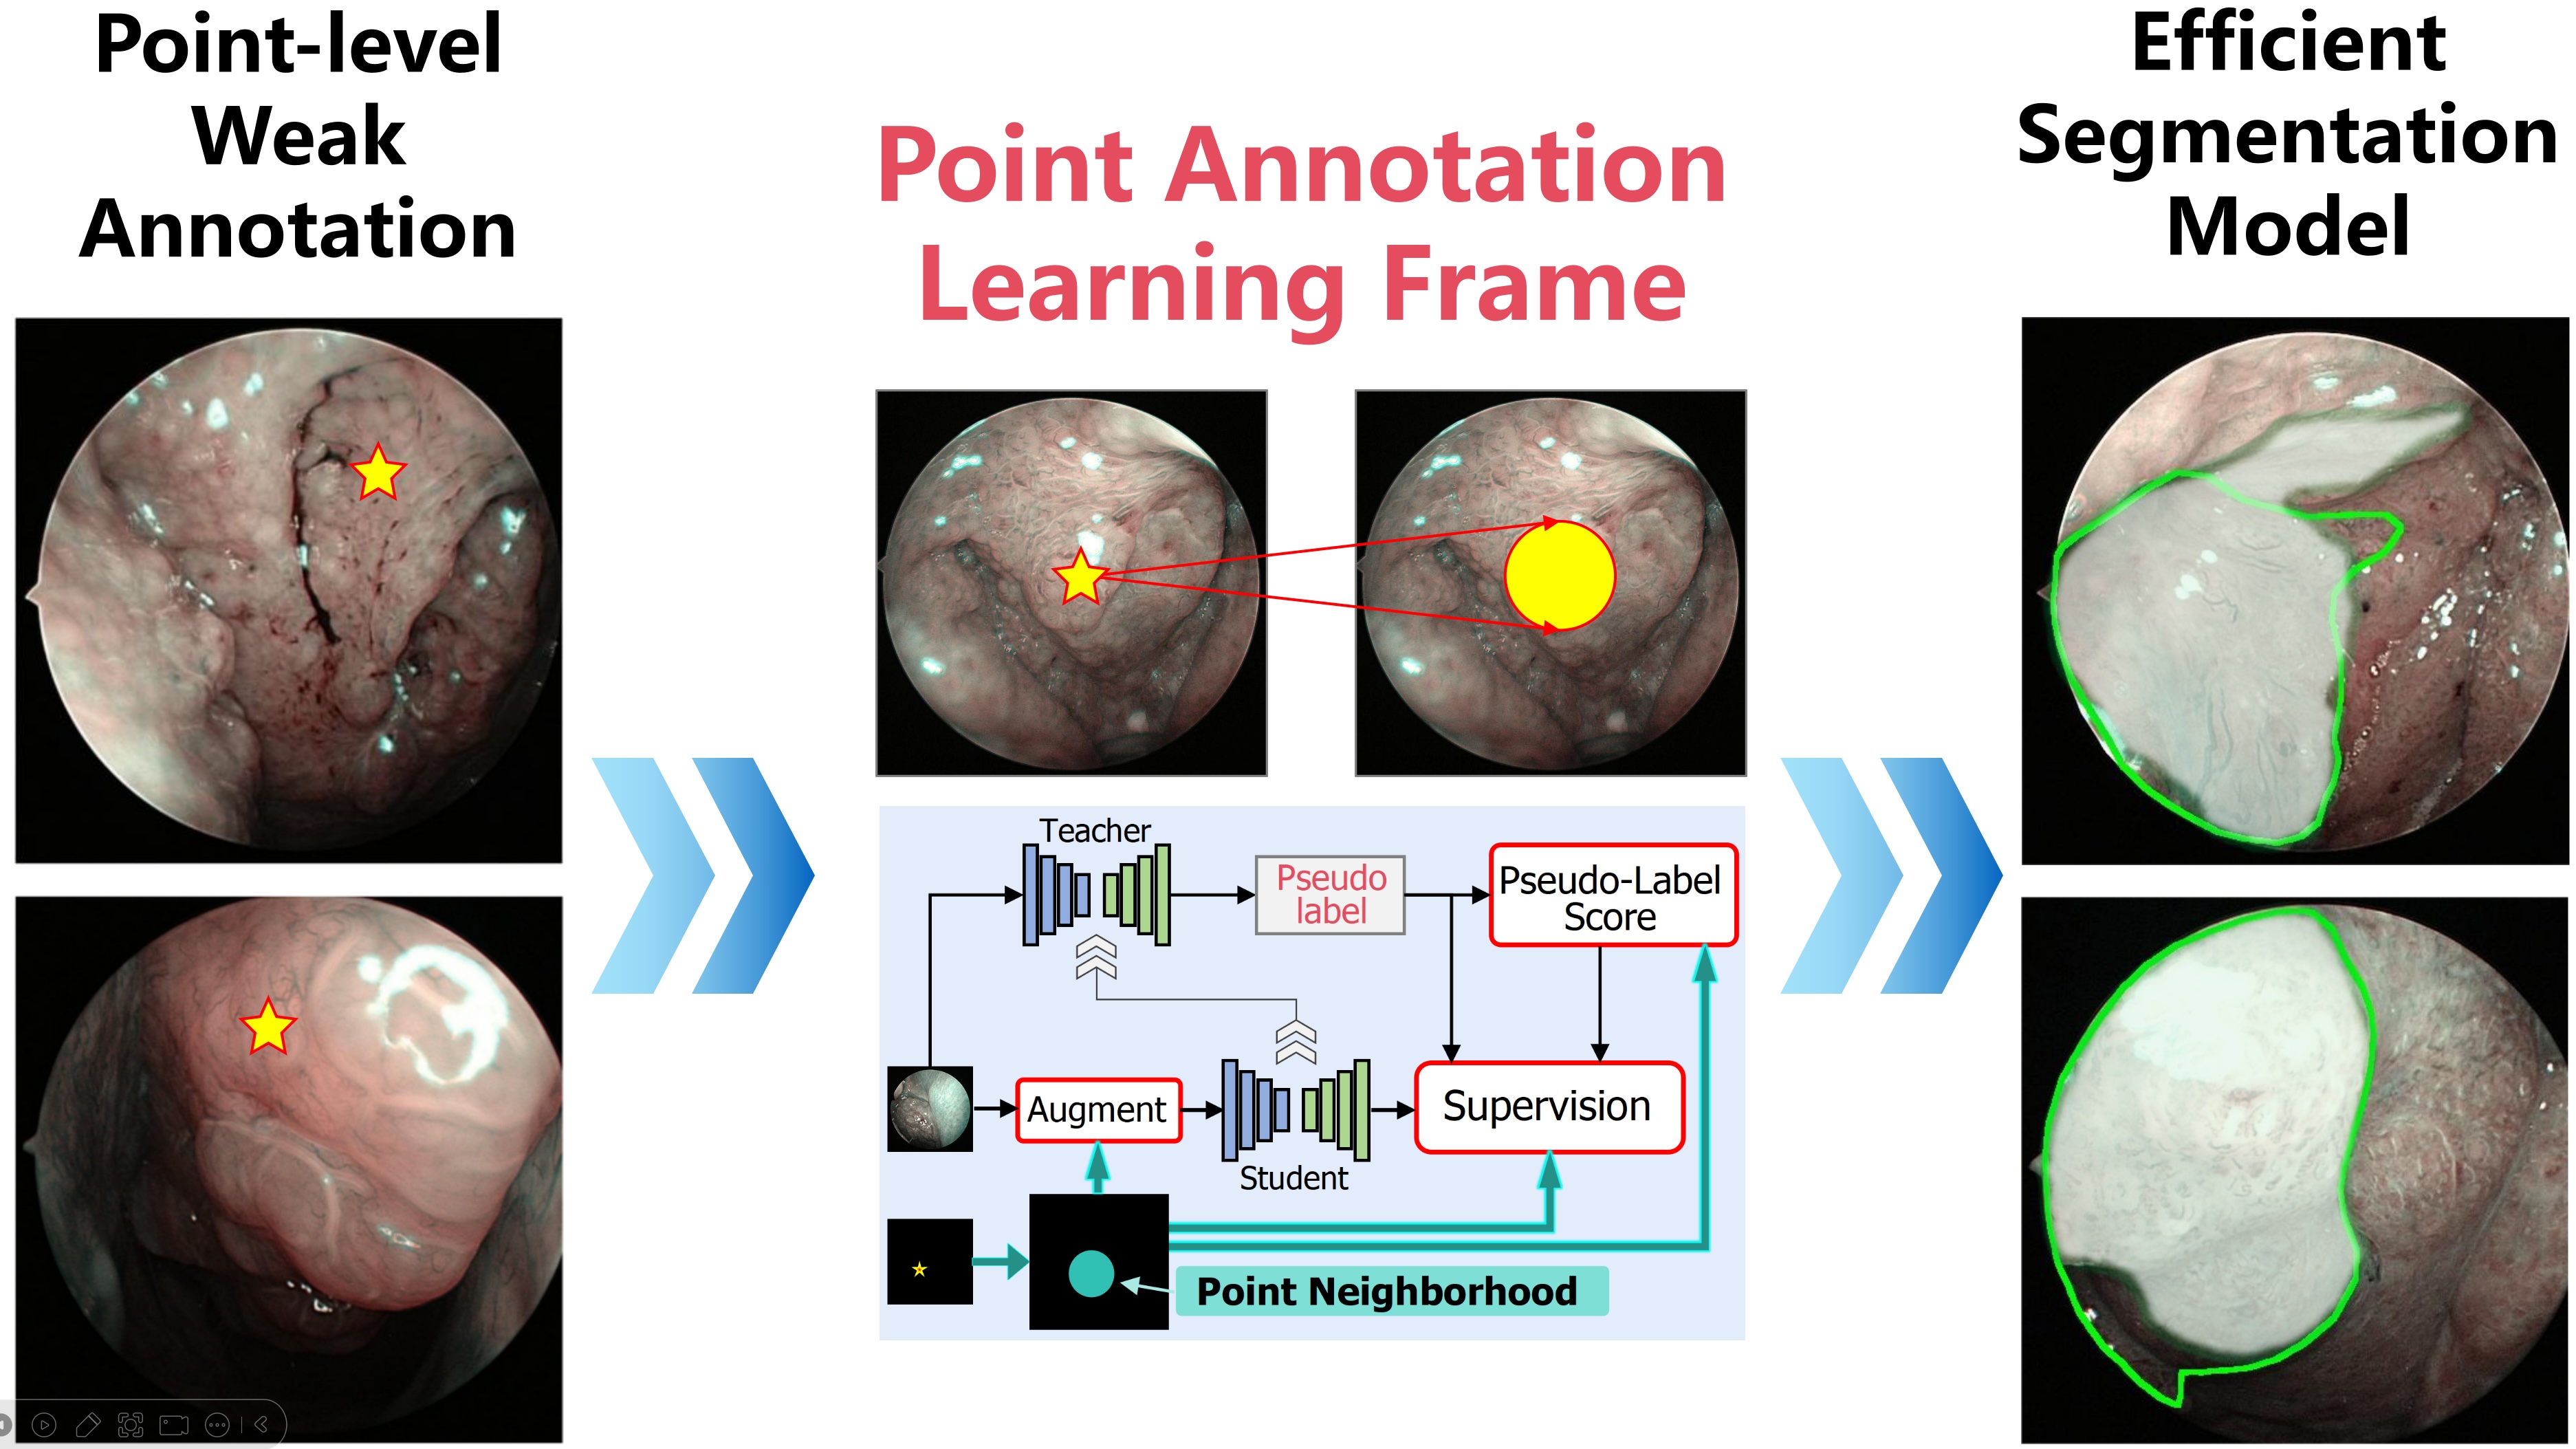 Point-level
Weak
Annotation
Point Annotation
Learning Frame
Efficient
Segmentation
Model
Teacher
Pseudo
label
Pseudo-Label
Score
Augment
Student
Supervision
Point Neighborhood